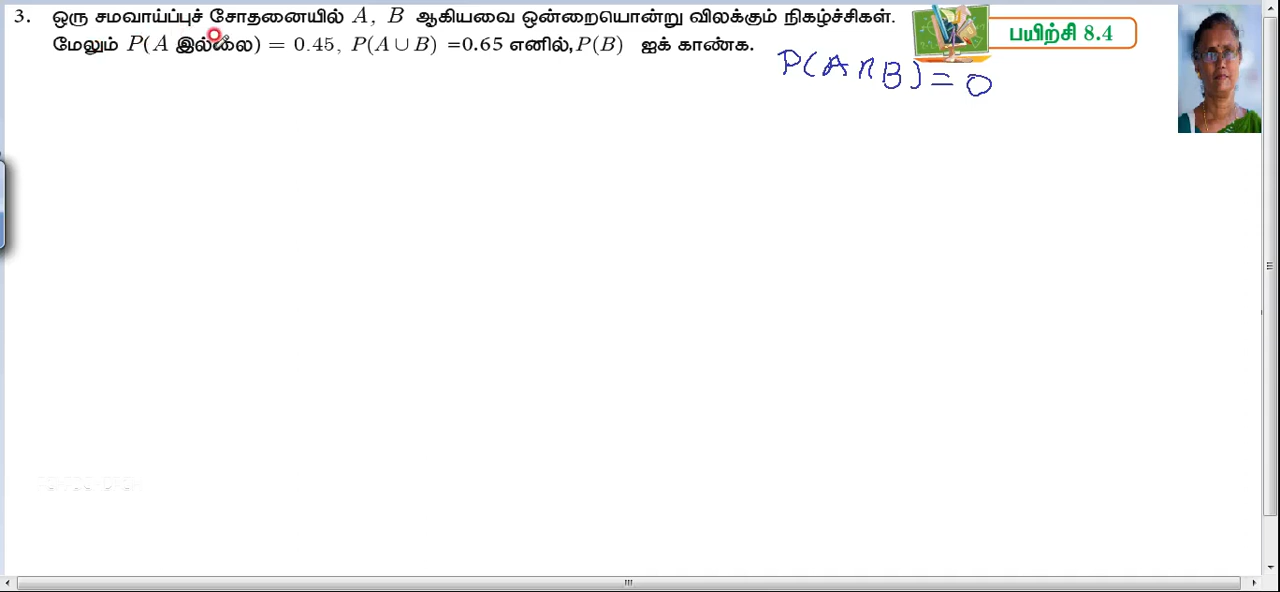 3. ஒரு சமவாய்ப்புச் சோதனையில் A, B ஆகியவை ஒன்றையொன்று விலக்கும் நிகழ்ச்சிகள்.
மேலும் P(A இல்லை) = 0.45, P(A ∪ B) =0.65 எனில், P(B) ஐக் காண்க.
பயிற்சி 8.4
P(A∩B) = 0